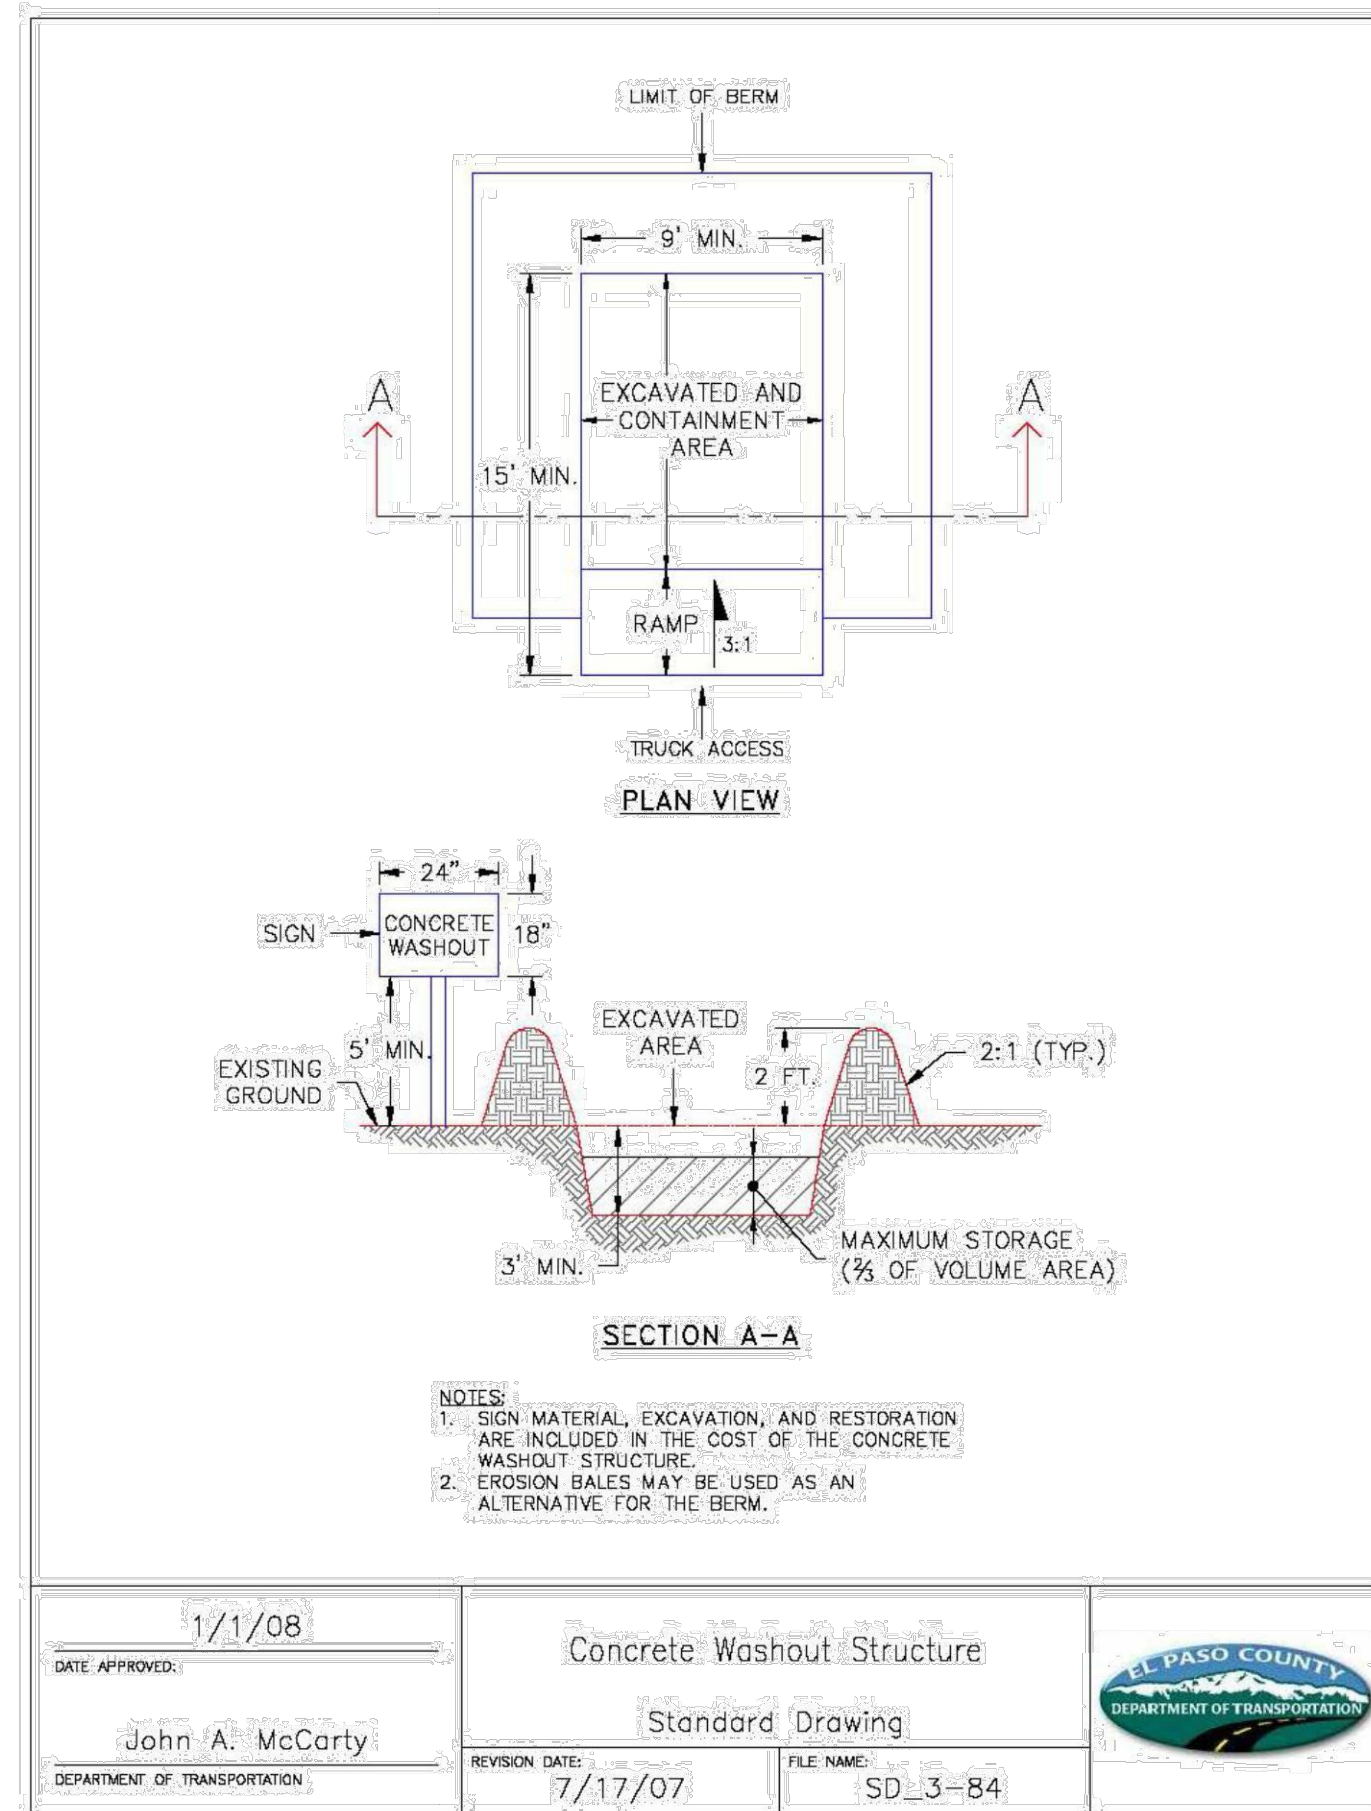 LIMIT OF BERM
9' MIN.
A
A
EXCAVATED AND
CONTAINMENT
AREA
15' MIN.
RAMP
3:1
TRUCK ACCESS
PLAN VIEW
24"
SIGN
CONCRETE
WASHOUT
18"
5' MIN.
EXISTING
GROUND
EXCAVATED
AREA
2 FT.
2:1 (TYP.)
3' MIN.
MAXIMUM STORAGE
(⅔ OF VOLUME AREA)
SECTION A-A
NOTES:
1. SIGN MATERIAL, EXCAVATION, AND RESTORATION
ARE INCLUDED IN THE COST OF THE CONCRETE
WASHOUT STRUCTURE.
2. EROSION BALES MAY BE USED AS AN
ALTERNATIVE FOR THE BERM.
1/1/08
DATE APPROVED:
John A. McCarty
DEPARTMENT OF TRANSPORTATION
Concrete Washout Structure
Standard Drawing
REVISION DATE:
7/17/07
FILE NAME:
SD_3-84
EL PASO COUNTY
DEPARTMENT OF TRANSPORTATION